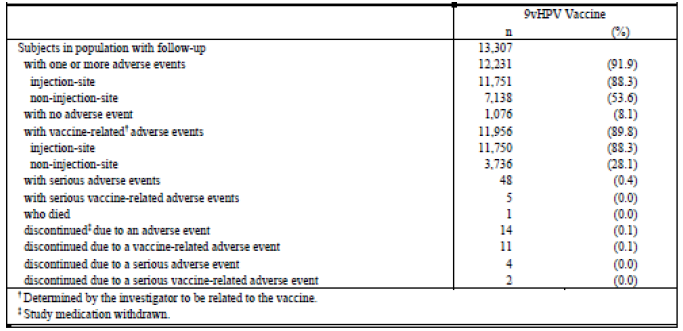 9vHPV Vaccine
n (%)
Subjects in population with follow-up 13,307
with one or more adverse events 12,231 (91.9)
injection-site 11,751 (88.3)
non-injection-site 7,138 (53.6)
with no adverse event 1,076 (8.1)
with vaccine-related† adverse events 11,956 (89.8)
injection-site 11,750 (88.3)
non-injection-site 3,736 (28.1)
with serious adverse events 48 (0.4)
with serious vaccine-related adverse events 5 (0.0)
who died 1 (0.0)
discontinued‡ due to an adverse event 14 (0.1)
discontinued due to a vaccine-related adverse event 11 (0.1)
discontinued due to a serious adverse event 4 (0.0)
discontinued due to a serious vaccine-related adverse event 2 (0.0)
† Determined by the investigator to be related to the vaccine.
‡ Study medication withdrawn.